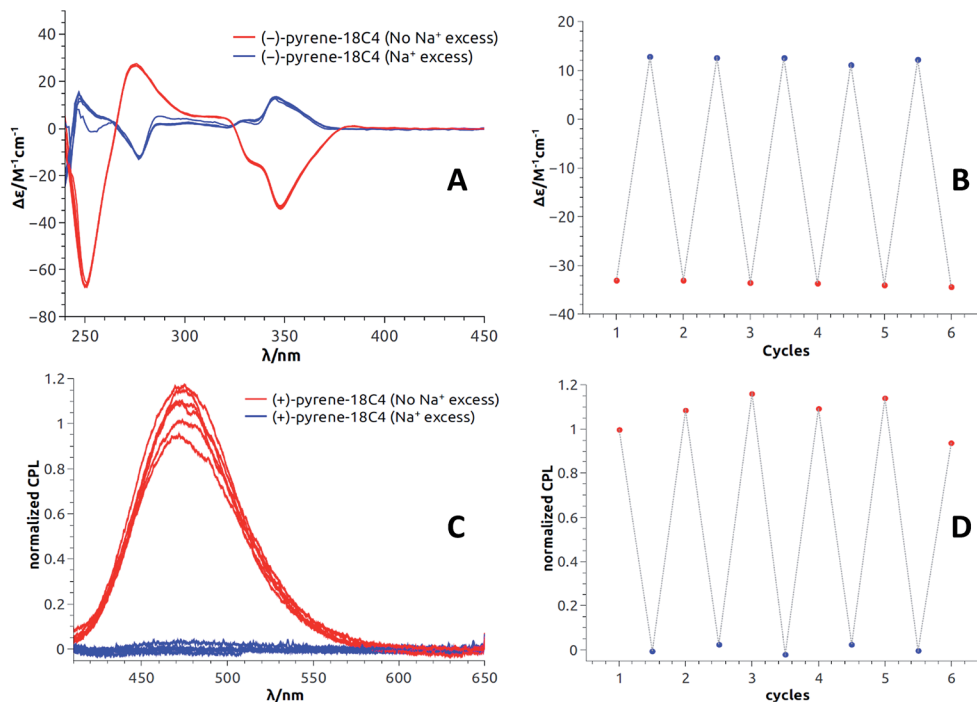 40
20
0
−20
−40
−60
−80
Δε/M⁻¹cm⁻¹
(−)-pyrene-18C4 (No Na⁺ excess)
(−)-pyrene-18C4 (Na⁺ excess)
A
250 300 350 400 450
λ/nm
20
10
0
−10
−20
−30
−40
Δε/M⁻¹cm⁻¹
B
1 2 3 4 5 6
Cycles
1.2
1
0.8
0.6
0.4
0.2
0
normalized CPL
(+)-pyrene-18C4 (No Na⁺ excess)
(+)-pyrene-18C4 (Na⁺ excess)
C
450 500 550 600 650
λ/nm
1.2
1
0.8
0.6
0.4
0.2
0
normalized CPL
D
1 2 3 4 5 6
cycles